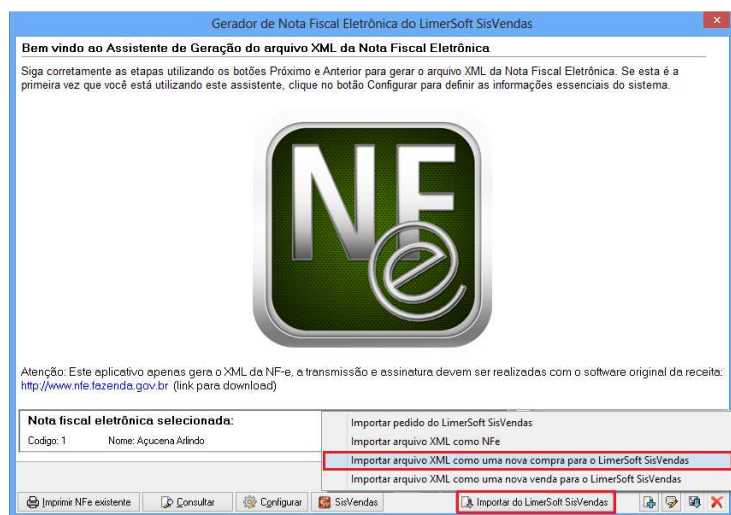 Gerador de Nota Fiscal Eletrônica do LimerSoft SisVendas
Bem vindo ao Assistente de Geração do arquivo XML da Nota Fiscal Eletrônica
Siga corretamente as etapas utilizando os botões Próximo e Anterior para gerar o arquivo XML da Nota Fiscal Eletrônica. Se esta é a
primeira vez que você está utilizando este assistente, clique no botão Configurar para definir as informações essenciais do sistema.
NFe
Atenção: Este aplicativo apenas gera o XML da NF-e, a transmissão e assinatura devem ser realizadas com o software original da receita:
http://www.nfe.fazenda.gov.br (link para download)
Nota fiscal eletrônica selecionada:
Codigo: 1 Nome: Açucena Arlindo
Importar pedido do LimerSoft SisVendas
Importar arquivo XML como NFe
Importar arquivo XML como uma nova compra para o LimerSoft SisVendas
Importar arquivo XML como uma nova venda para o LimerSoft SisVendas
Imprimir NFe existente Consultar Configurar SisVendas Importar do LimerSoft SisVendas